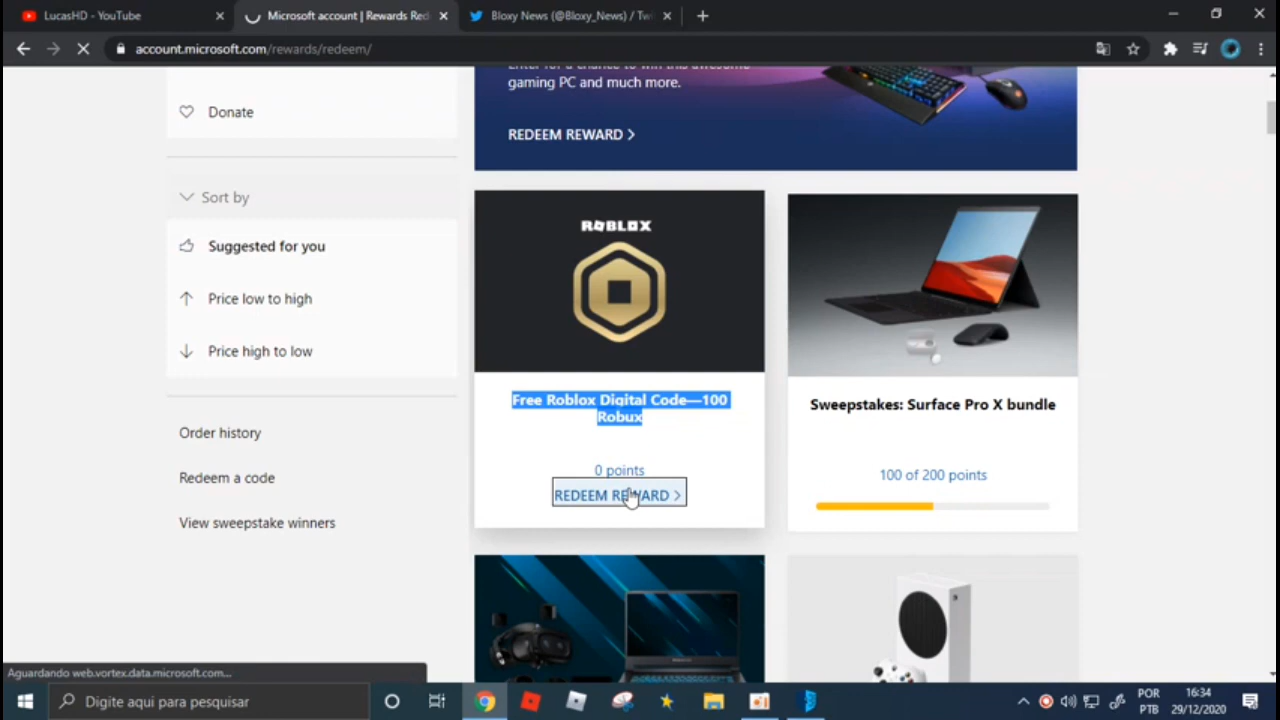 LucasHD - YouTube
Microsoft account | Rewards Red
Bloxy News (@Bloxy_News) / Twi
account.microsoft.com/rewards/redeem/
gaming PC and much more.
REDEEM REWARD
Donate
Sort by
Suggested for you
Price low to high
Price high to low
Order history
Redeem a code
View sweepstake winners
ROBLOX
Free Roblox Digital Code—100
Robux
0 points
REDEEM REWARD
Sweepstakes: Surface Pro X bundle
100 of 200 points
Aguardando web.vortex.data.microsoft.com...
Digite aqui para pesquisar
POR
PTB
16:34
29/12/2020